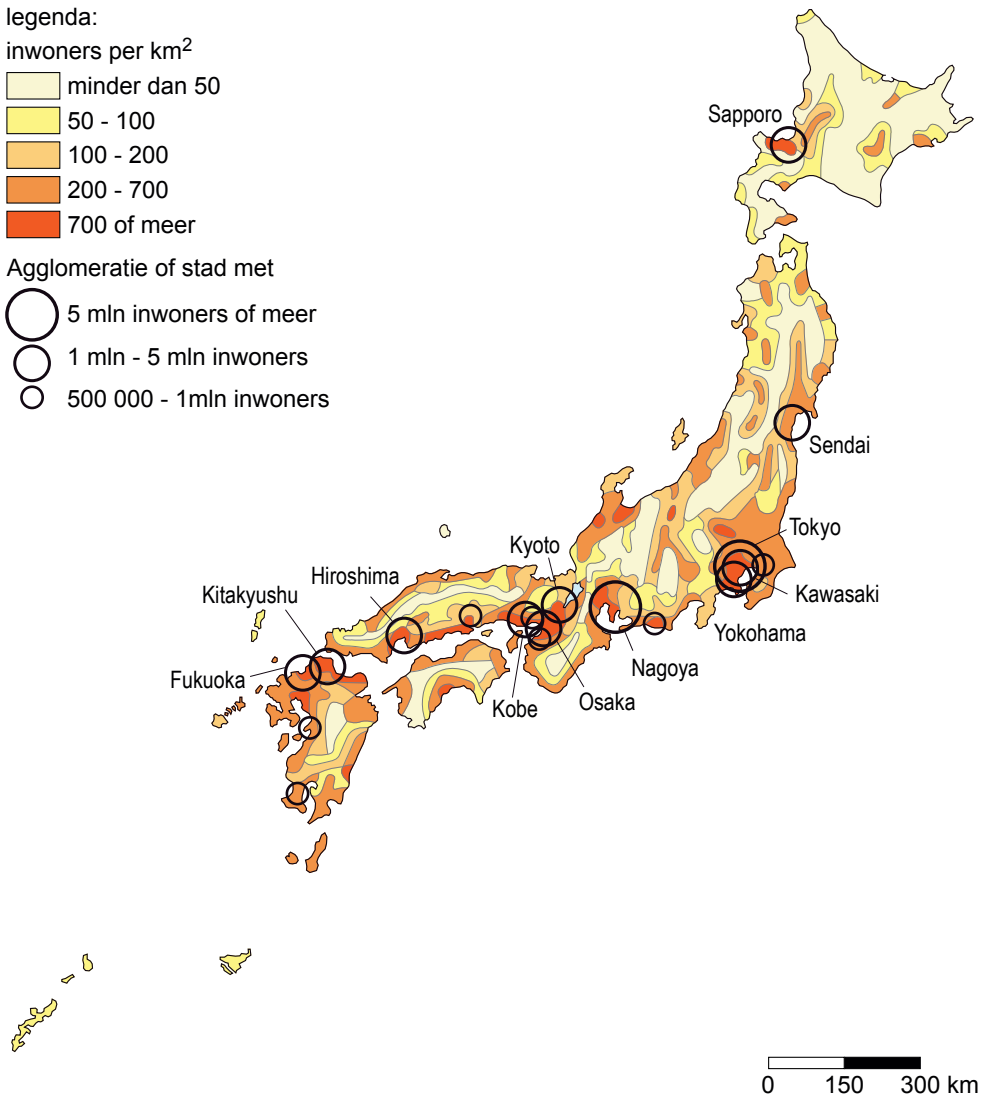 legenda:
inwoners per km²
minder dan 50
50 - 100
100 - 200
200 - 700
700 of meer
Agglomeratie of stad met
5 mln inwoners of meer
1 mln - 5 mln inwoners
500 000 - 1mln inwoners
Sapporo
Sendai
Tokyo
Kyoto
Hiroshima
Kitakyushu
Kawasaki
Yokohama
Fukuoka
Nagoya
Kobe
Osaka
0 150 300 km